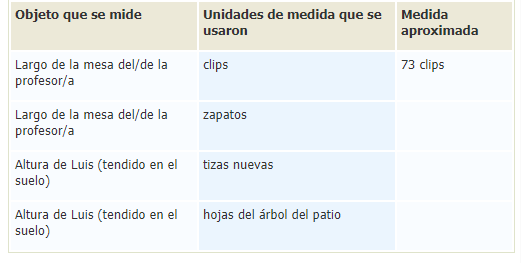 Objeto que se mide
Unidades de medida que se
usaron
Medida
aproximada
Largo de la mesa del/de la
profesor/a
clips
73 clips
Largo de la mesa del/de la
profesor/a
zapatos
Altura de Luis (tendido en el
suelo)
tizas nuevas
Altura de Luis (tendido en el
suelo)
hojas del árbol del patio